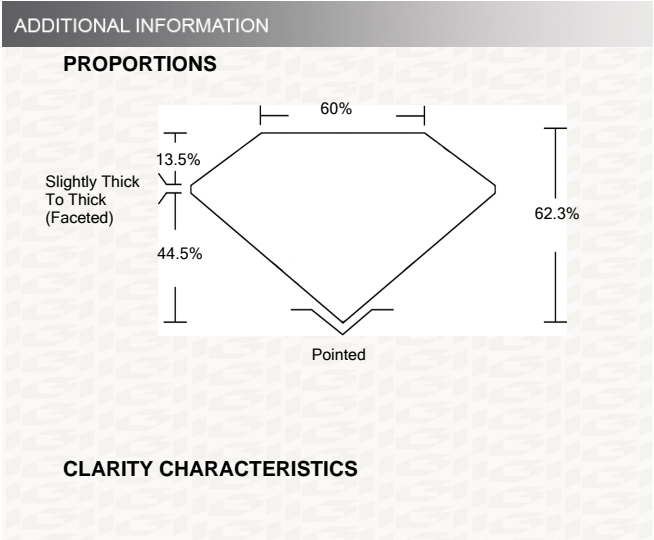 ADDITIONAL INFORMATION
PROPORTIONS
60%
13.5%
Slightly Thick
To Thick
(Faceted)
62.3%
44.5%
Pointed
CLARITY CHARACTERISTICS